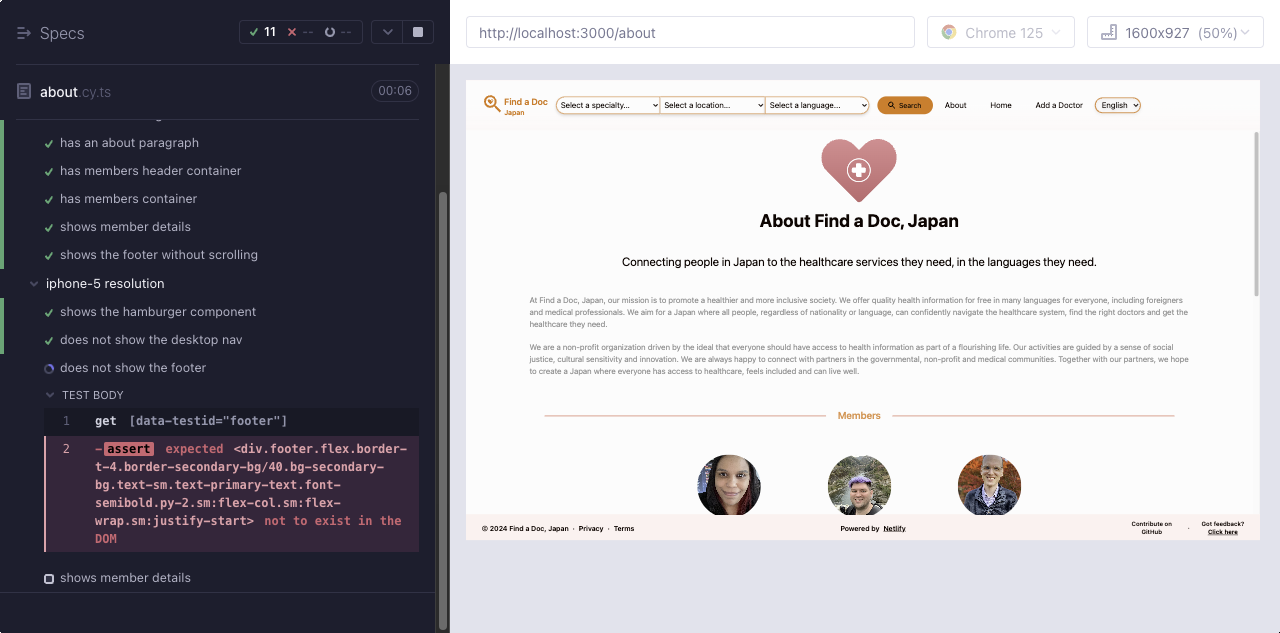 Specs
11
--
--
http://localhost:3000/about
Chrome 125
1600x927 (50%)
about.cy.ts
00:06
has an about paragraph
has members header container
has members container
shows member details
shows the footer without scrolling
iphone-5 resolution
shows the hamburger component
does not show the desktop nav
does not show the footer
TEST BODY
1 get [data-testid="footer"]
2 -assert expected <div.footer.flex.border-
t-4.border-secondary-bg/40.bg-secondary-
bg.text-sm.text-primary-text.font-
semibold.py-2.sm:flex-col.sm:flex-
wrap.sm:justify-start> not to exist in the
DOM
shows member details
Find a Doc
Japan
Select a specialty...
Select a location...
Select a language...
Search
About
Home
Add a Doctor
English
About Find a Doc, Japan
Connecting people in Japan to the healthcare services they need, in the languages they need.
At Find a Doc, Japan, our mission is to promote a healthier and more inclusive society. We offer quality health information for free in many languages for everyone, including foreigners
and medical professionals. We aim for a Japan where all people, regardless of nationality or language, can confidently navigate the healthcare system, find the right doctors and get the
healthcare they need.
We are a non-profit organization driven by the ideal that everyone should have access to health information as part of a flourishing life. Our activities are guided by a sense of social
justice, cultural sensitivity and innovation. We are always happy to connect with partners in the governmental, non-profit and medical communities. Together with our partners, we hope
to create a Japan where everyone has access to healthcare, feels included and can live well.
Members
© 2024 Find a Doc, Japan · Privacy · Terms
Powered by Netlify
Contribute on
GitHub
·
Got feedback?
Click here